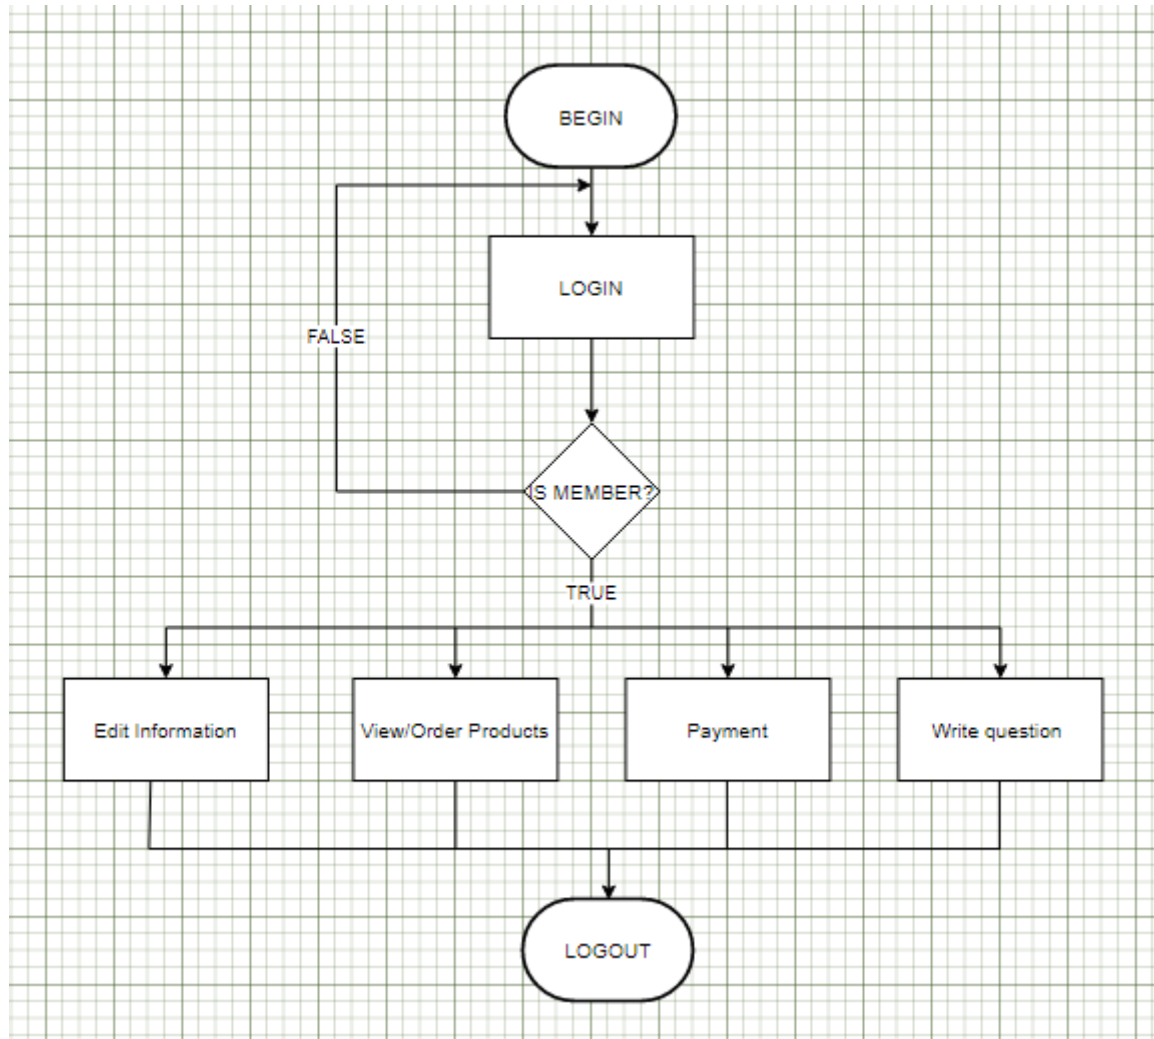 BEGIN
LOGIN
FALSE
IS MEMBER?
TRUE
Edit Information
View/Order Products
Payment
Write question
LOGOUT